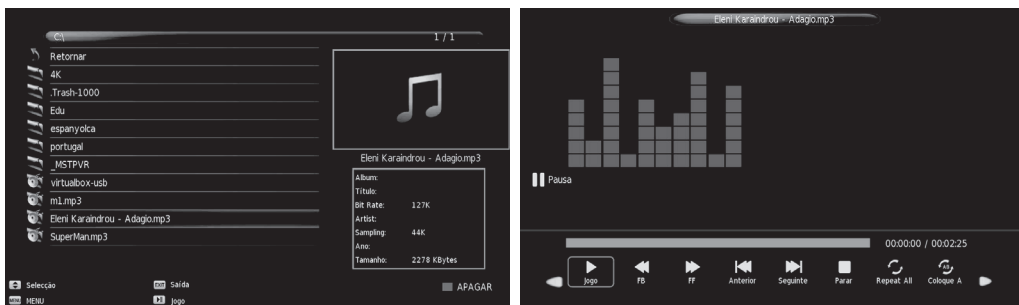 C:\ 1 / 1
Retornar
4K
.Trash-1000
Edu
espanyolca
portugal
_MSTPVR
virtualbox-usb
m1.mp3
Eleni Karaindrou - Adagio.mp3
SuperMan.mp3
Eleni Karaindrou - Adagio.mp3
Album:
Título:
Bit Rate: 127K
Artist:
Sampling: 44K
Ano:
Tamanho: 2278 KBytes
Selecção EXIT Saída
MENU MENU Jogo
APAGAR
Eleni Karaindrou - Adagio.mp3
Pausa
00:00:00 / 00:02:25
Jogo FB FF Anterior Seguinte Parar Repeat All Coloque A